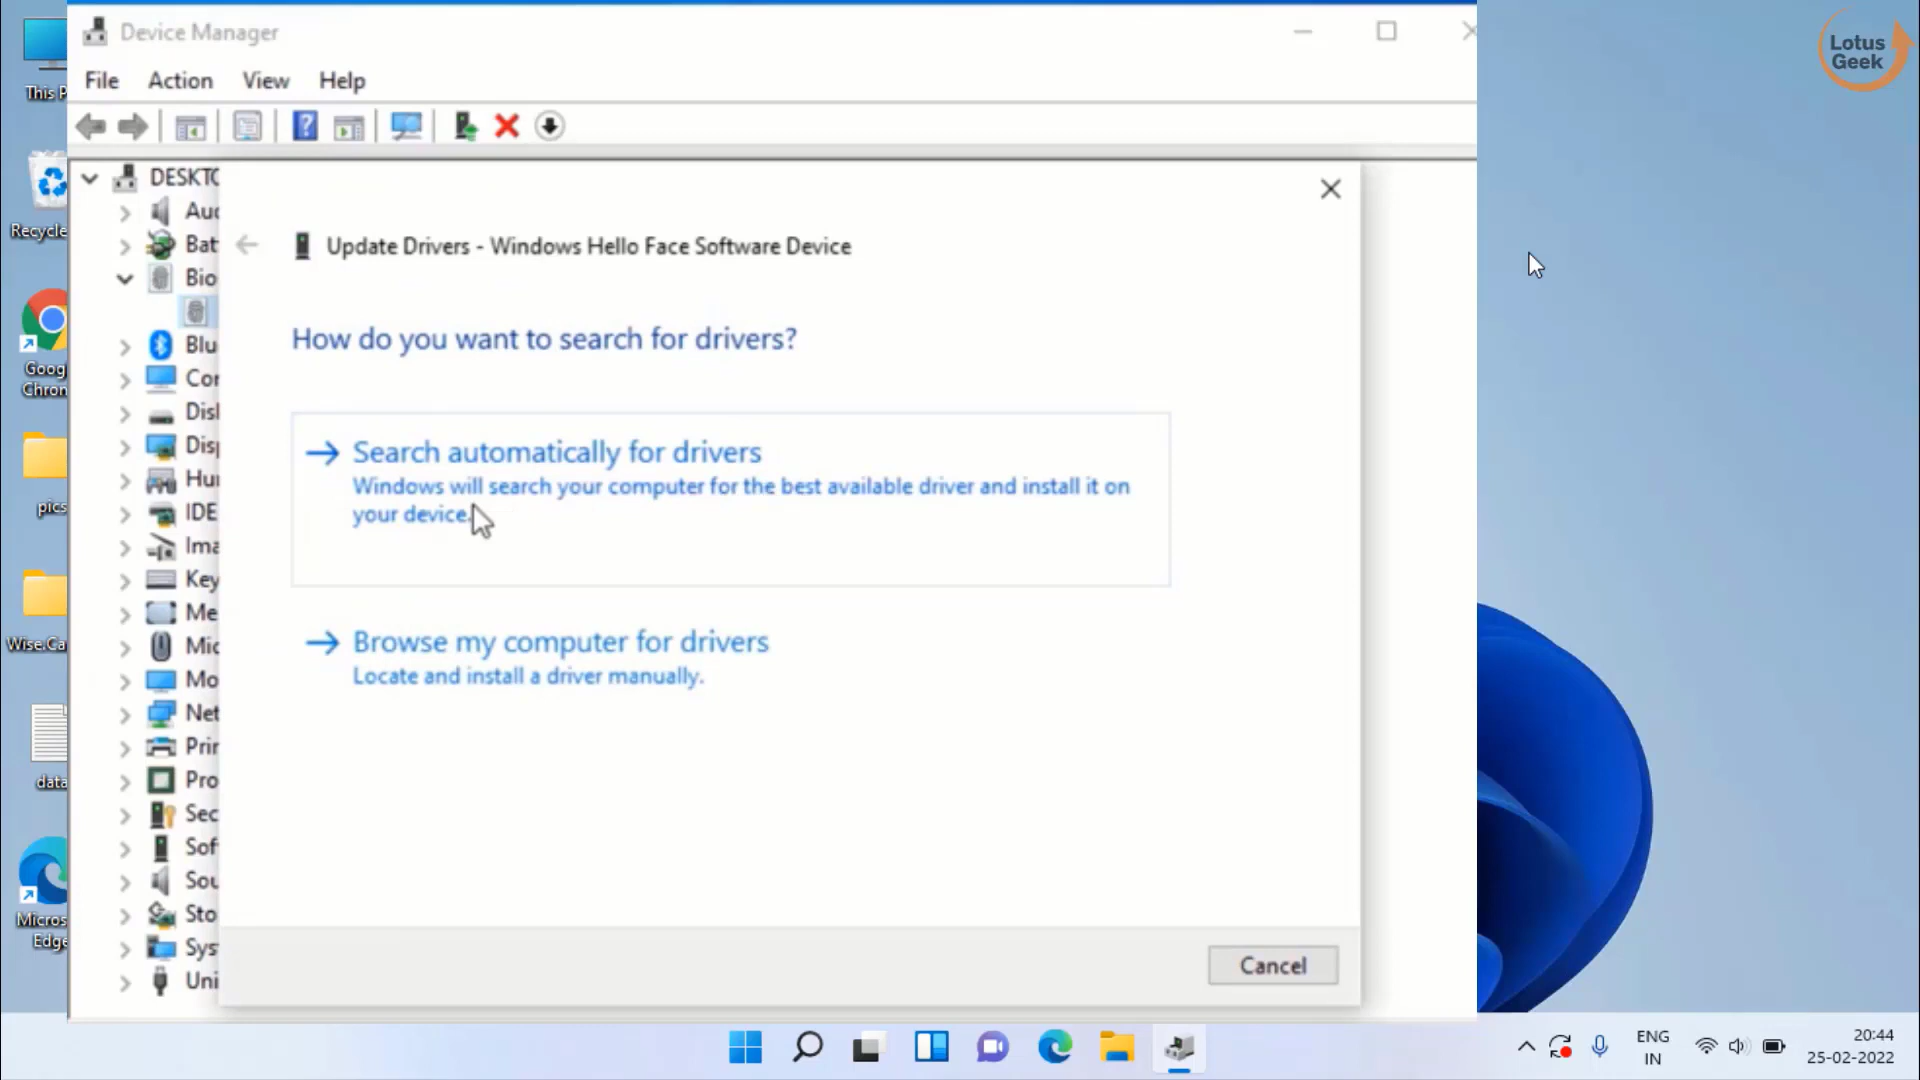 Device Manager
File Action View Help
Update Drivers - Windows Hello Face Software Device
How do you want to search for drivers?
Search automatically for drivers
Windows will search your computer for the best available driver and install it on
your device.
Browse my computer for drivers
Locate and install a driver manually.
Cancel
DESKTO
Aud
Batt
Bio
Blu
Cor
Disl
Disp
Hur
IDE
Ima
Key
Me
Mic
Mo
Net
Prin
Pro
Sec
Sof
Sou
Sto
Sys
Uni
This P
Recycle
Goog
Chron
pics
Wise.Ca
data
Micros
Edge
Lotus
Geek
ENG
IN
20:44
25-02-2022